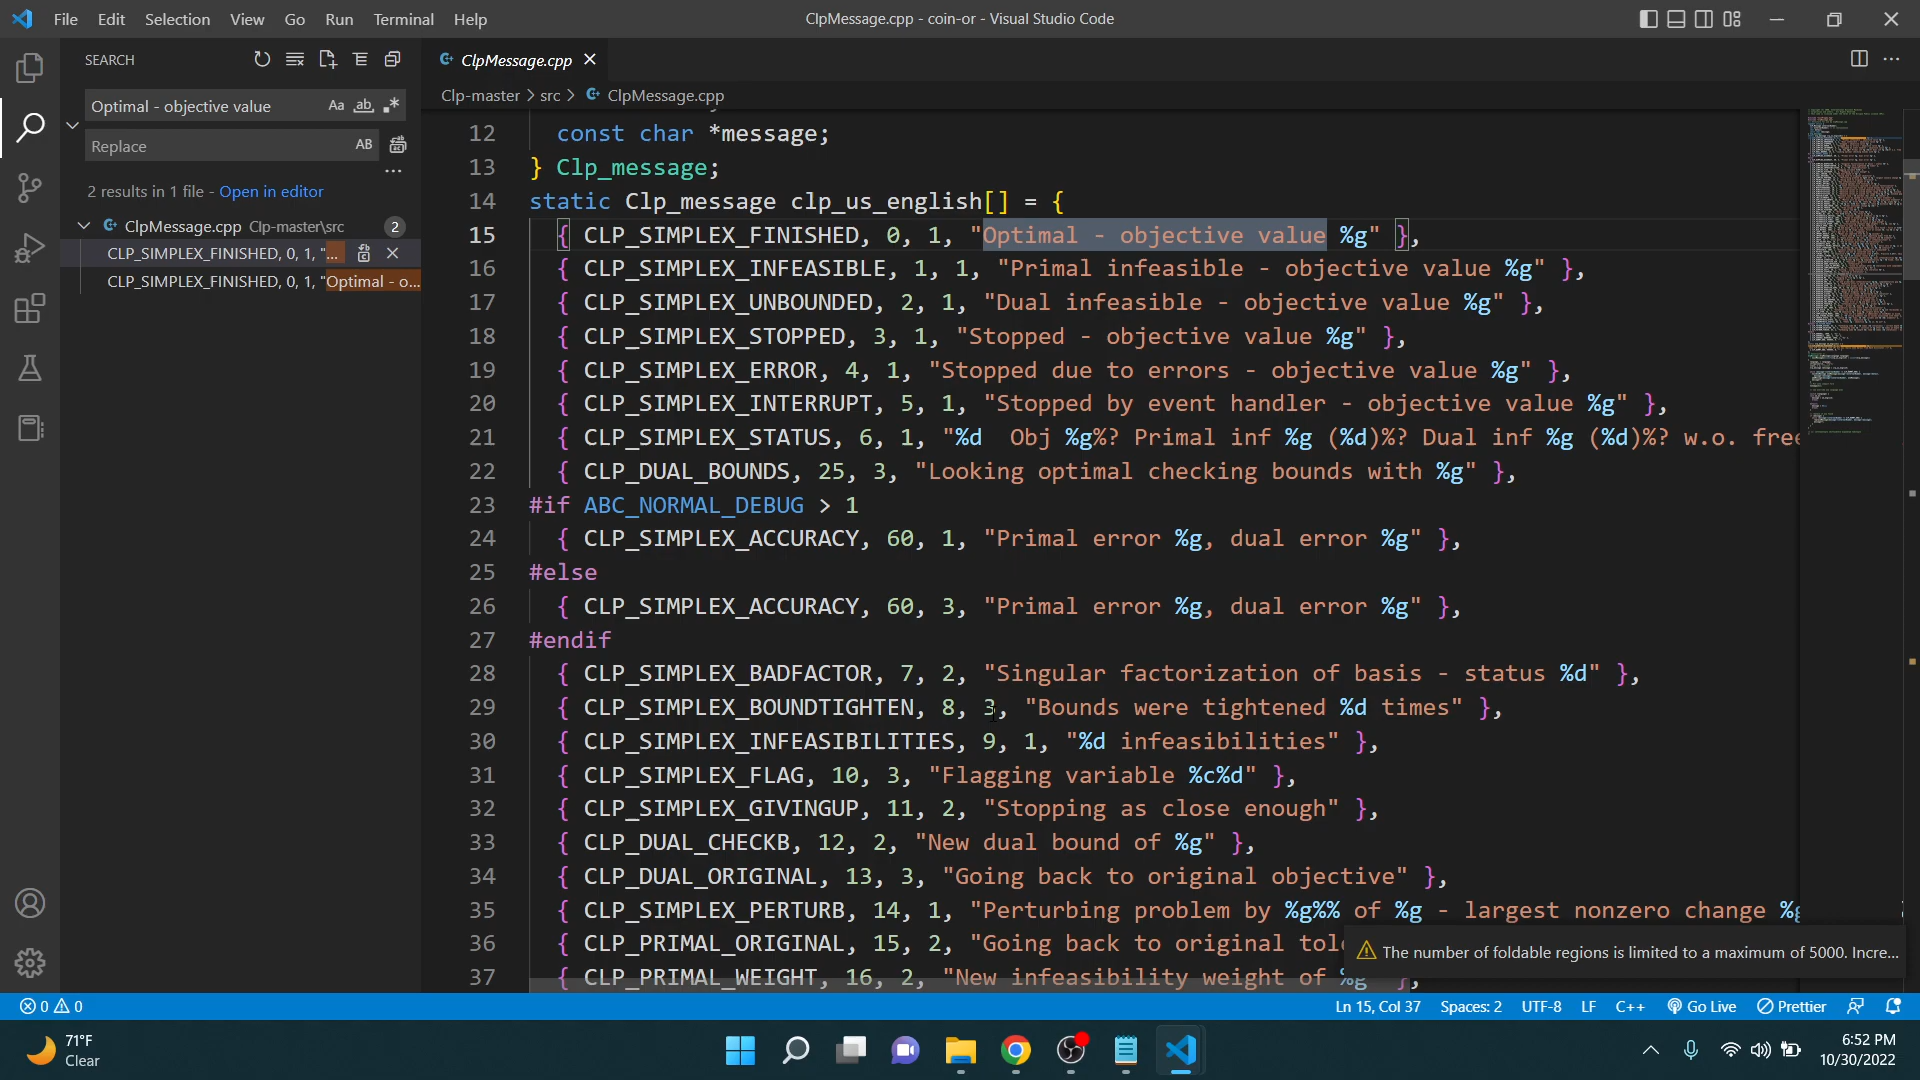 File Edit Selection View Go Run Terminal Help
ClpMessage.cpp - coin-or - Visual Studio Code
SEARCH
ClpMessage.cpp
Optimal - objective value
Aa ab
Replace
AB
2 results in 1 file - Open in editor
ClpMessage.cpp Clp-master\src 2
CLP_SIMPLEX_FINISHED, 0, 1, "...
CLP_SIMPLEX_FINISHED, 0, 1, "Optimal - o...
Clp-master > src > ClpMessage.cpp
12 const char *message;
13 } Clp_message;
14 static Clp_message clp_us_english[] = {
15 { CLP_SIMPLEX_FINISHED, 0, 1, "Optimal - objective value %g" },
16 { CLP_SIMPLEX_INFEASIBLE, 1, 1, "Primal infeasible - objective value %g" },
17 { CLP_SIMPLEX_UNBOUNDED, 2, 1, "Dual infeasible - objective value %g" },
18 { CLP_SIMPLEX_STOPPED, 3, 1, "Stopped - objective value %g" },
19 { CLP_SIMPLEX_ERROR, 4, 1, "Stopped due to errors - objective value %g" },
20 { CLP_SIMPLEX_INTERRUPT, 5, 1, "Stopped by event handler - objective value %g" },
21 { CLP_SIMPLEX_STATUS, 6, 1, "%d  Obj %g%? Primal inf %g (%d)%? Dual inf %g (%d)%? w.o. free
22 { CLP_DUAL_BOUNDS, 25, 3, "Looking optimal checking bounds with %g" },
23 #if ABC_NORMAL_DEBUG > 1
24 { CLP_SIMPLEX_ACCURACY, 60, 1, "Primal error %g, dual error %g" },
25 #else
26 { CLP_SIMPLEX_ACCURACY, 60, 3, "Primal error %g, dual error %g" },
27 #endif
28 { CLP_SIMPLEX_BADFACTOR, 7, 2, "Singular factorization of basis - status %d" },
29 { CLP_SIMPLEX_BOUNDTIGHTEN, 8, 3, "Bounds were tightened %d times" },
30 { CLP_SIMPLEX_INFEASIBILITIES, 9, 1, "%d infeasibilities" },
31 { CLP_SIMPLEX_FLAG, 10, 3, "Flagging variable %c%d" },
32 { CLP_SIMPLEX_GIVINGUP, 11, 2, "Stopping as close enough" },
33 { CLP_DUAL_CHECKB, 12, 2, "New dual bound of %g" },
34 { CLP_DUAL_ORIGINAL, 13, 3, "Going back to original objective" },
35 { CLP_SIMPLEX_PERTURB, 14, 1, "Perturbing problem by %g%% of %g - largest nonzero change %g
36 { CLP_PRIMAL_ORIGINAL, 15, 2, "Going back to original tol
37 { CLP_PRIMAL_WEIGHT, 16, 2, "New infeasibility weight of %g" },
The number of foldable regions is limited to a maximum of 5000. Incre...
0 0
Ln 15, Col 37 Spaces: 2 UTF-8 LF C++ Go Live Prettier
71°F
Clear
6:52 PM
10/30/2022